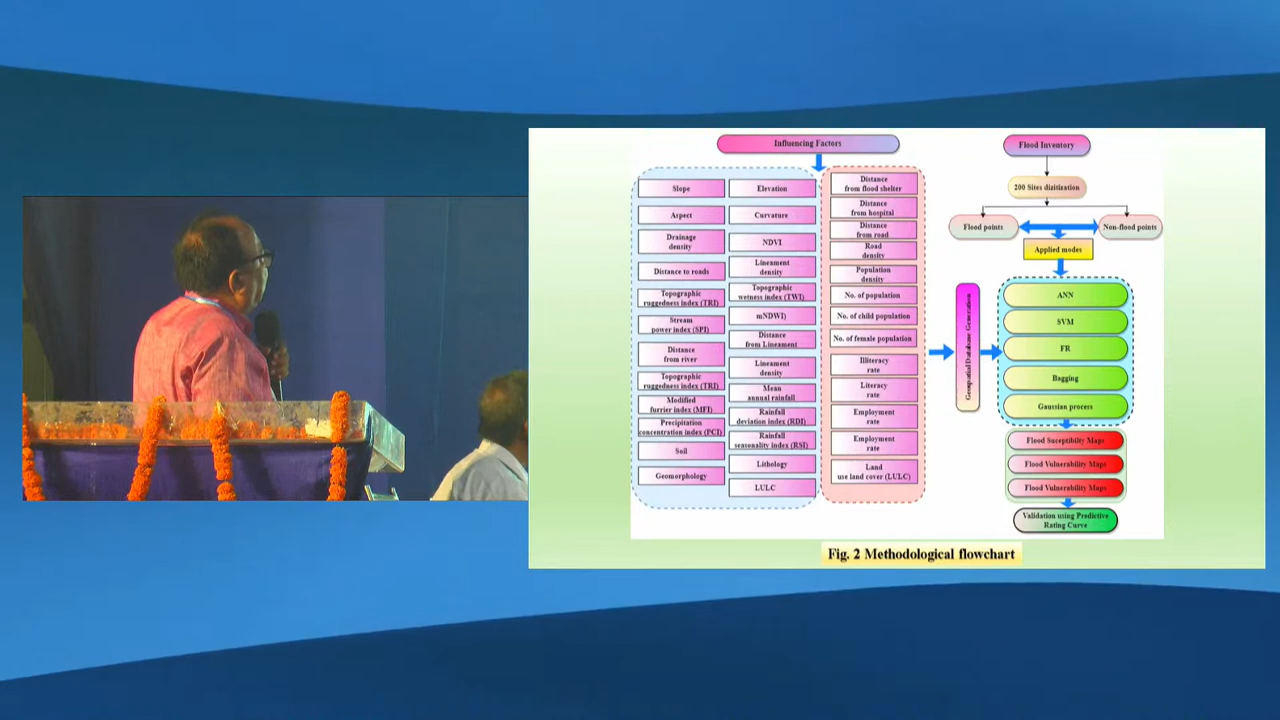 Influencing Factors
Slope
Aspect
Drainage
density
Distance to roads
Topographic
ruggedness index (TRI)
Stream
power index (SPI)
Distance
from river
Topographic
ruggedness index (TRI)
Modified
furrier index (MFI)
Precipitation
concentration index (PCI)
Soil
Geomorphology
Elevation
Curvature
NDVI
Lineament
density
Topographic
wetness index (TWI)
mNDWI)
Distance
from Lineament
Lineament
density
Mean
annual rainfall
Rainfall
deviation index (RDI)
Rainfall
seasonality index (RSI)
Lithology
LULC
Distance
from flood shelter
Distance
from hospital
Distance
from road
Road
density
Population
density
No. of population
No. of child population
No. of female population
Illiteracy
rate
Literacy
rate
Employment
rate
Employment
rate
Land
use land cover (LULC)
Geospatial Database Generation
Flood Inventory
200 Sites dizitization
Flood points
Non-flood points
Applied modes
ANN
SVM
FR
Bagging
Gaussian process
Flood Suceptibilty Maps
Flood Vulnerability Maps
Flood Vulnerability Maps
Validation using Predictive
Rating Curve
Fig. 2 Methodological flowchart